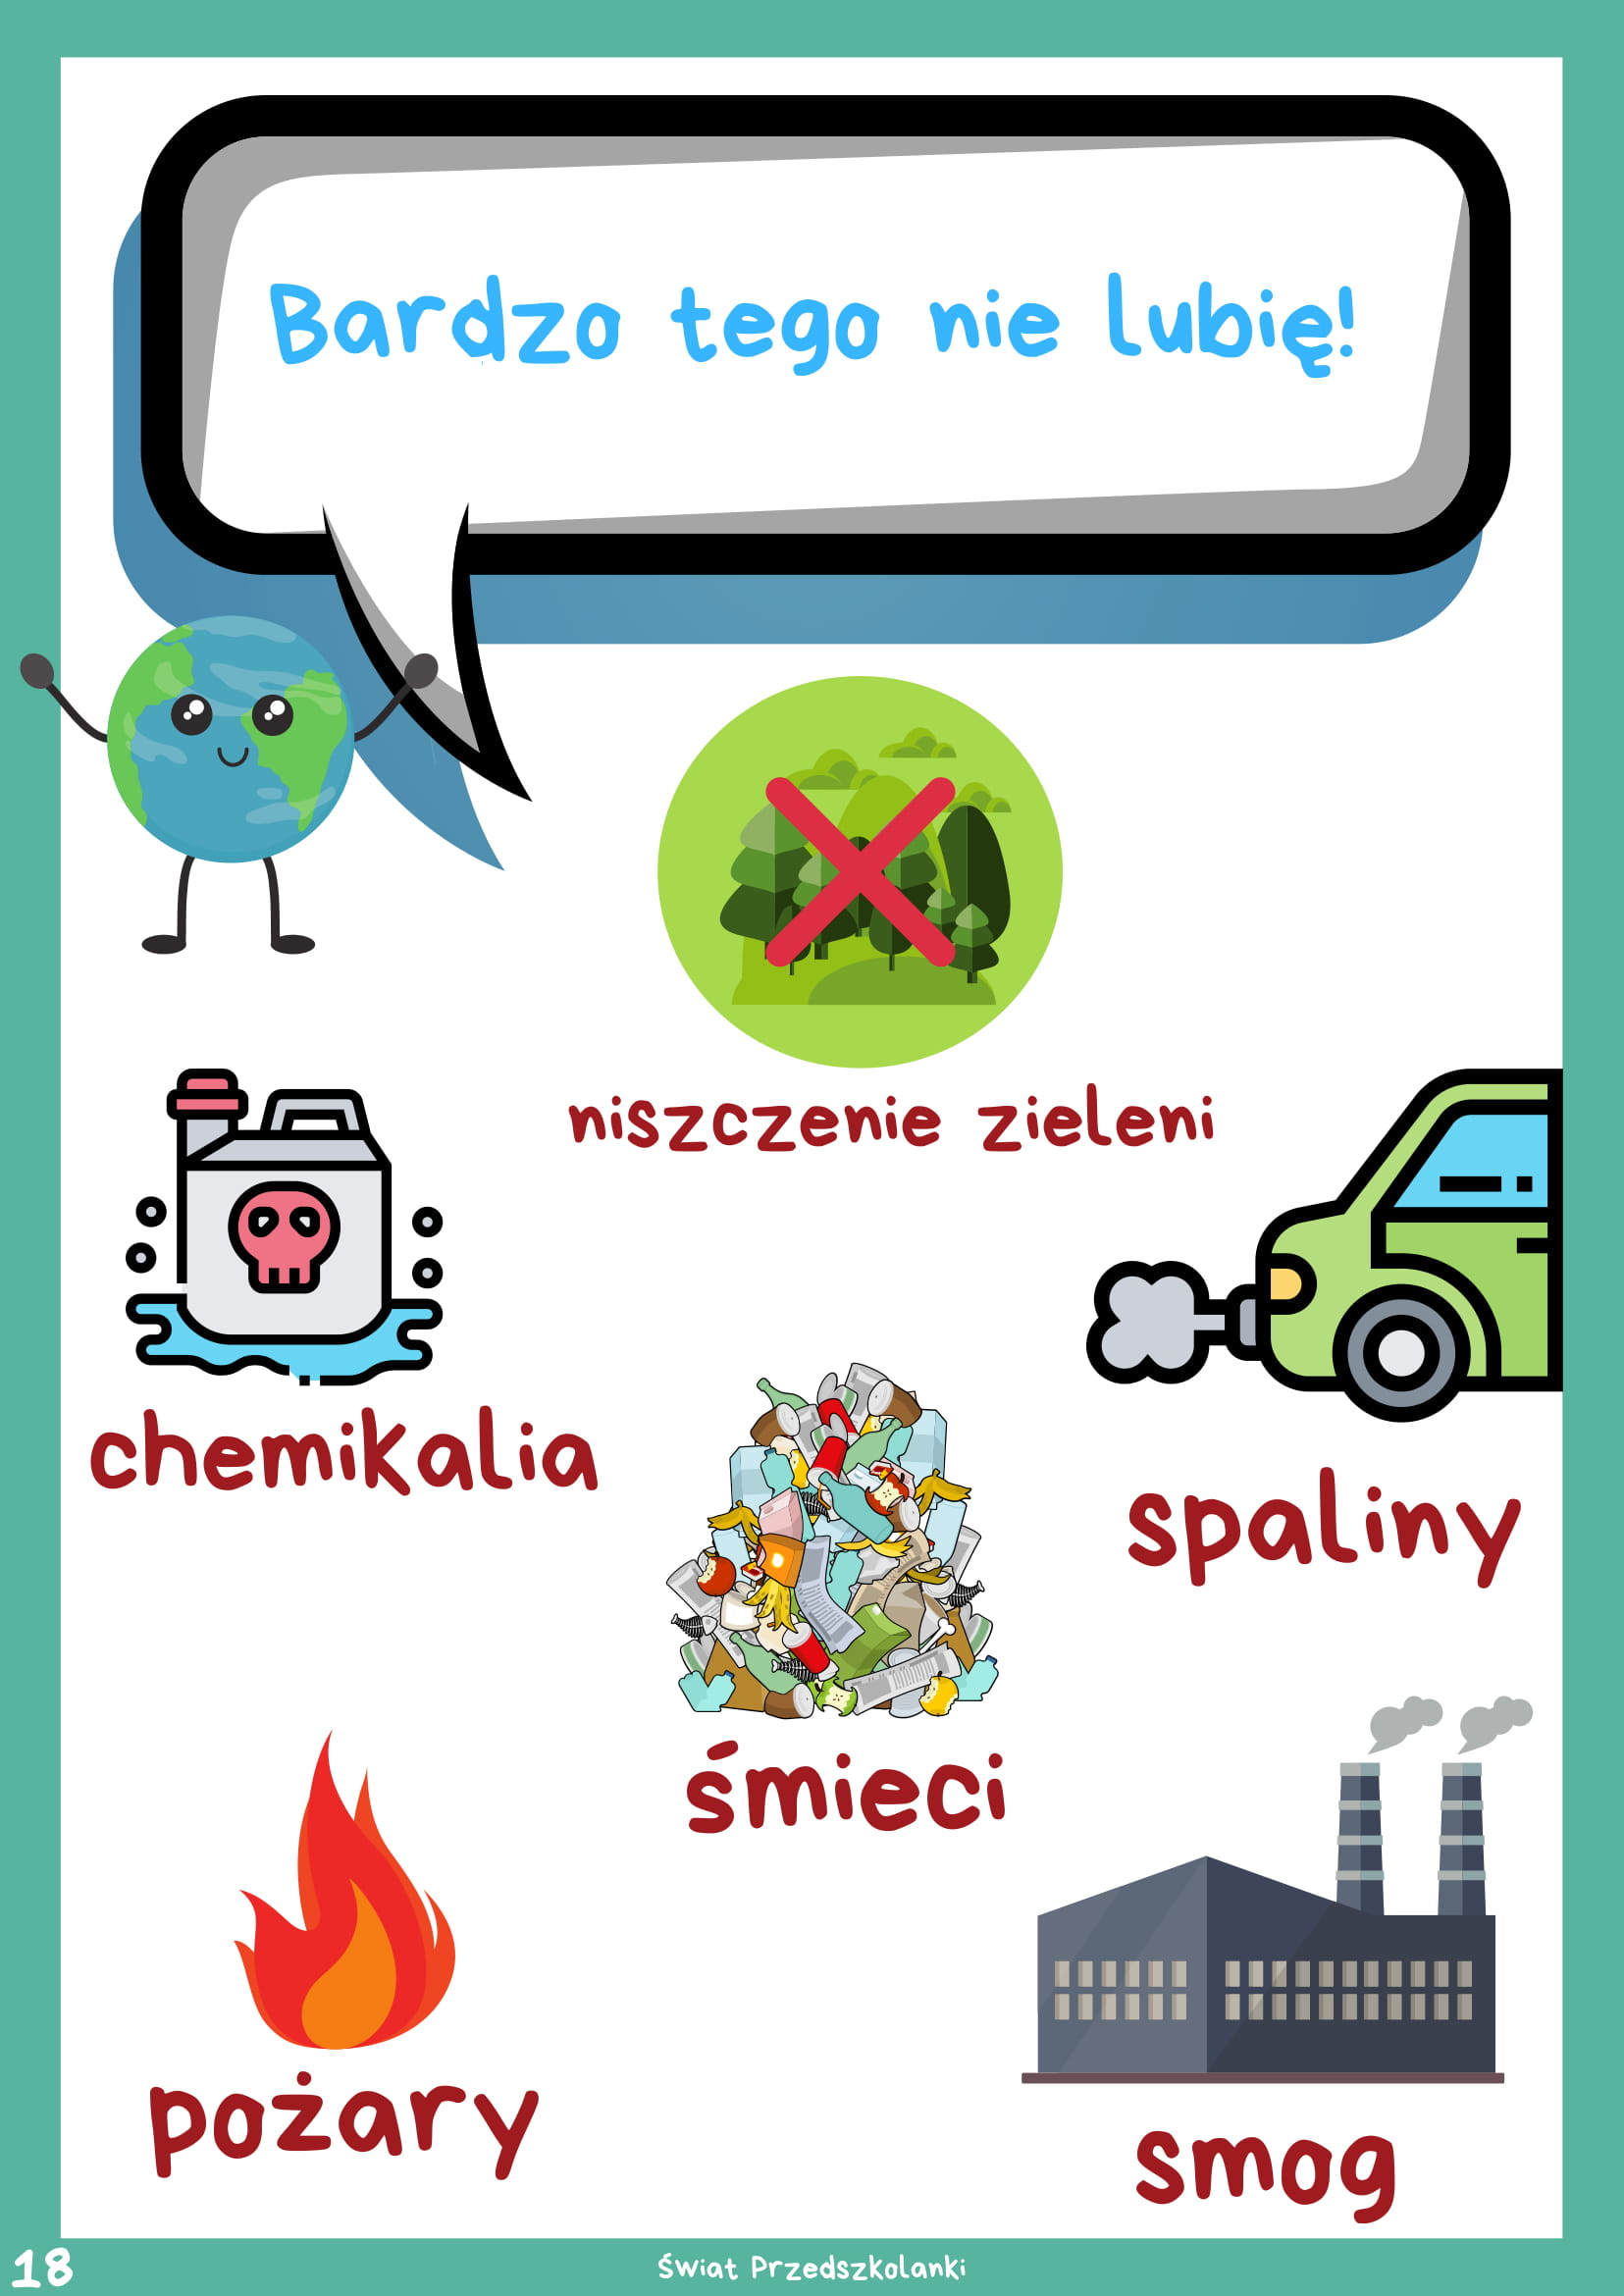 Bardzo tego nie lubię!
niszczenie zieleni
chemikalia
spaliny
śmieci
pożary
smog
18
Świat Przedszkolanki